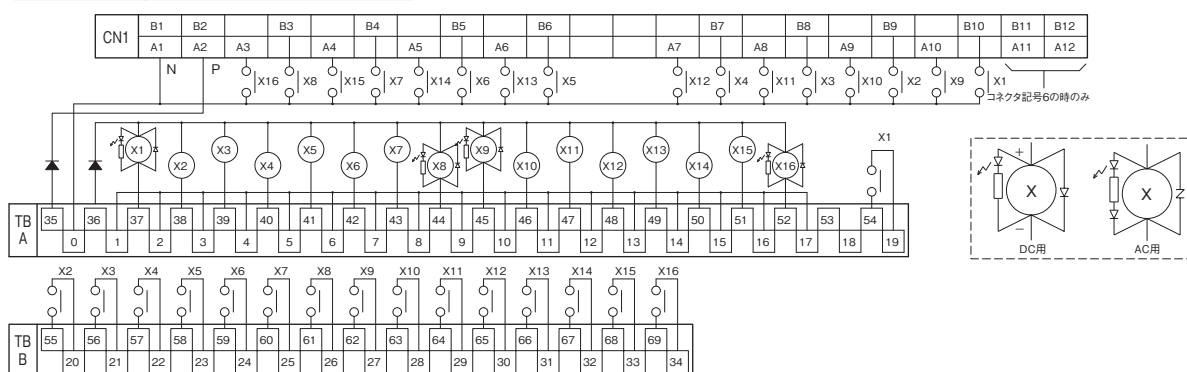 CN1 B1 B2 B3 B4 B5 B6 B7 B8 B9 B10 B11 B12
A1 A2 A3 A4 A5 A6 A7 A8 A9 A10 A11 A12
N P X16 X8 X15 X7 X14 X6 X13 X5 X12 X4 X11 X3 X10 X2 X9 X1
コネクタ記号6の時のみ
X1 X2 X3 X4 X5 X6 X7 X8 X9 X10 X11 X12 X13 X14 X15 X16 X1
TB A 35 36 37 38 39 40 41 42 43 44 45 46 47 48 49 50 51 52 53 54
0 1 2 3 4 5 6 7 8 9 10 11 12 13 14 15 16 17 18 19
+ X −
DC用
X
AC用
X2 X3 X4 X5 X6 X7 X8 X9 X10 X11 X12 X13 X14 X15 X16
TB B 55 56 57 58 59 60 61 62 63 64 65 66 67 68 69
20 21 22 23 24 25 26 27 28 29 30 31 32 33 34